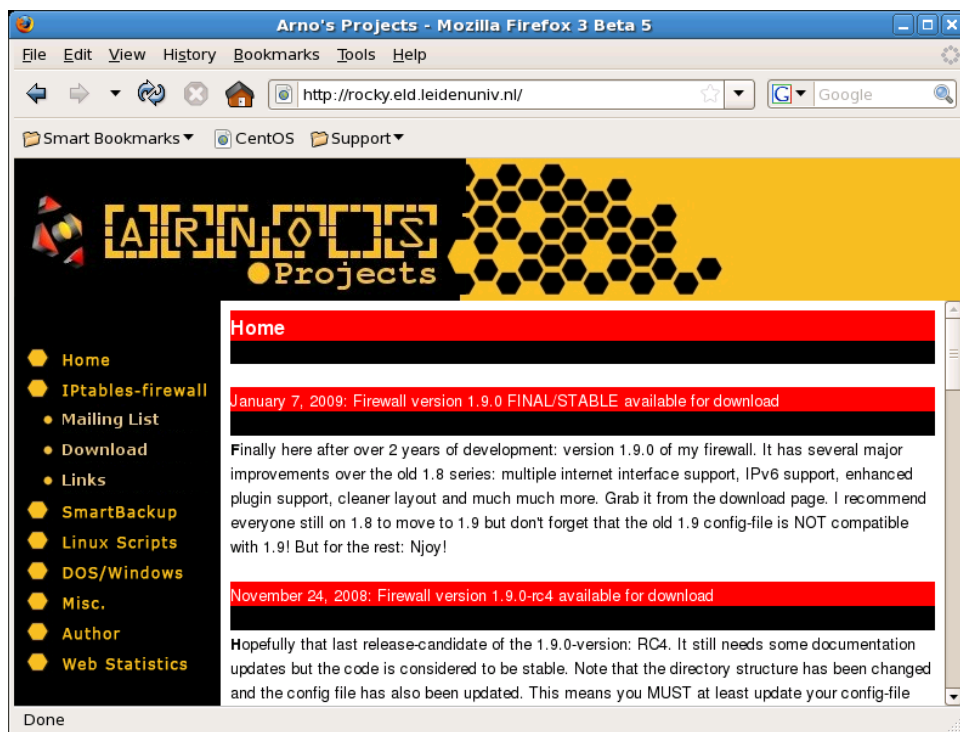 Arno's Projects - Mozilla Firefox 3 Beta 5
File Edit View History Bookmarks Tools Help
http://rocky.eld.leidenuniv.nl/
G Google
Smart Bookmarks CentOS Support
ARNO'S
Projects
Home
IPtables-firewall
Mailing List
Download
Links
SmartBackup
Linux Scripts
DOS/Windows
Misc.
Author
Web Statistics
Home
January 7, 2009: Firewall version 1.9.0 FINAL/STABLE available for download
Finally here after over 2 years of development: version 1.9.0 of my firewall. It has several major
improvements over the old 1.8 series: multiple internet interface support, IPv6 support, enhanced
plugin support, cleaner layout and much much more. Grab it from the download page. I recommend
everyone still on 1.8 to move to 1.9 but don't forget that the old 1.9 config-file is NOT compatible
with 1.9! But for the rest: Njoy!
November 24, 2008: Firewall version 1.9.0-rc4 available for download
Hopefully that last release-candidate of the 1.9.0-version: RC4. It still needs some documentation
updates but the code is considered to be stable. Note that the directory structure has been changed
and the config file has also been updated. This means you MUST at least update your config-file
Done